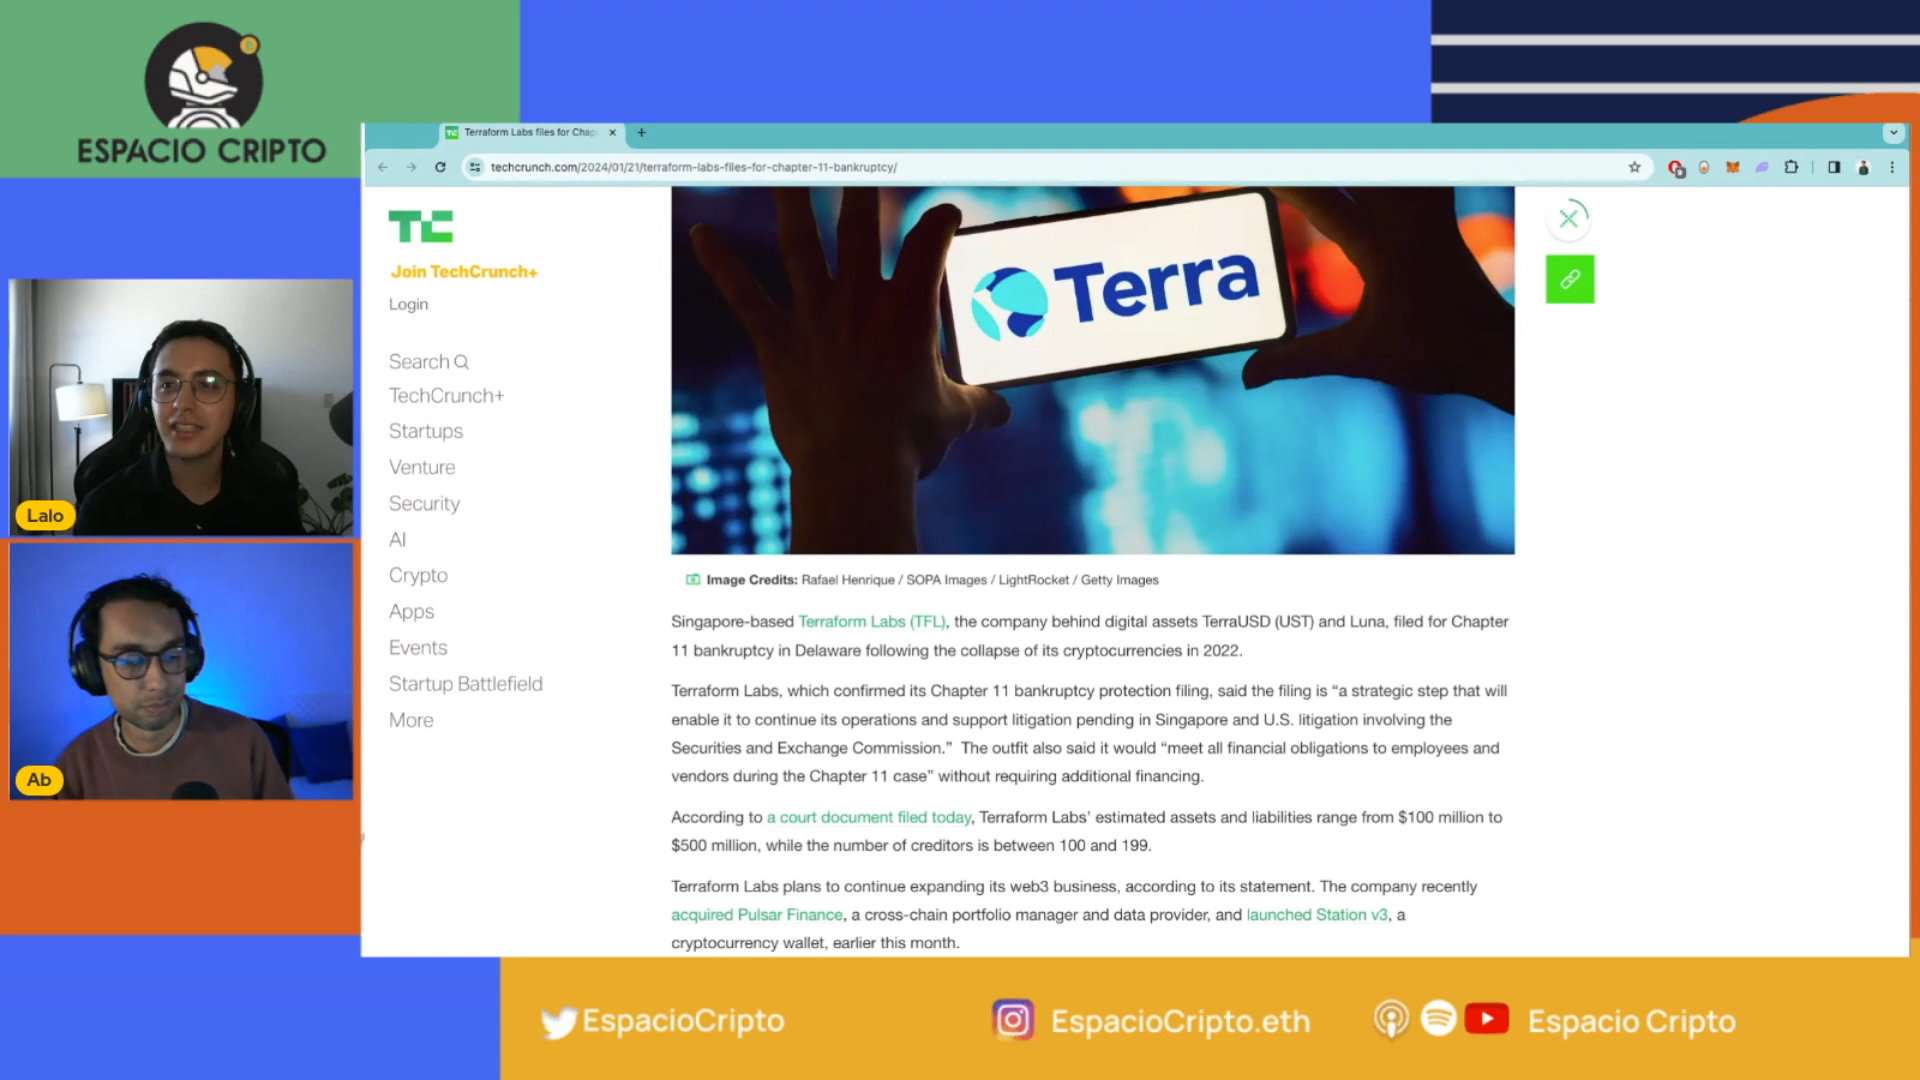 ESPACIO CRIPTO
Terraform Labs files for Chap
techcrunch.com/2024/01/21/terraform-labs-files-for-chapter-11-bankruptcy/
TC
Join TechCrunch+
Login
Search
TechCrunch+
Startups
Venture
Security
AI
Crypto
Apps
Events
Startup Battlefield
More
Terra
Image Credits: Rafael Henrique / SOPA Images / LightRocket / Getty Images
Singapore-based Terraform Labs (TFL), the company behind digital assets TerraUSD (UST) and Luna, filed for Chapter
11 bankruptcy in Delaware following the collapse of its cryptocurrencies in 2022.
Terraform Labs, which confirmed its Chapter 11 bankruptcy protection filing, said the filing is “a strategic step that will
enable it to continue its operations and support litigation pending in Singapore and U.S. litigation involving the
Securities and Exchange Commission.” The outfit also said it would “meet all financial obligations to employees and
vendors during the Chapter 11 case” without requiring additional financing.
According to a court document filed today, Terraform Labs’ estimated assets and liabilities range from $100 million to
$500 million, while the number of creditors is between 100 and 199.
Terraform Labs plans to continue expanding its web3 business, according to its statement. The company recently
acquired Pulsar Finance, a cross-chain portfolio manager and data provider, and launched Station v3, a
cryptocurrency wallet, earlier this month.
Lalo
Ab
EspacioCripto
EspacioCripto.eth
Espacio Cripto